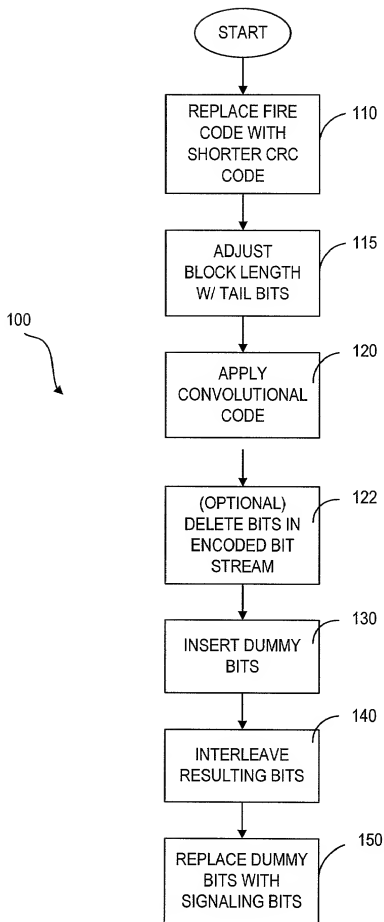 START
REPLACE FIRE
CODE WITH
SHORTER CRC
CODE
110
ADJUST
BLOCK LENGTH
W/ TAIL BITS
115
100
APPLY
CONVOLUTIONAL
CODE
120
(OPTIONAL)
DELETE BITS IN
ENCODED BIT
STREAM
122
INSERT DUMMY
BITS
130
INTERLEAVE
RESULTING BITS
140
REPLACE DUMMY
BITS WITH
SIGNALING BITS
150